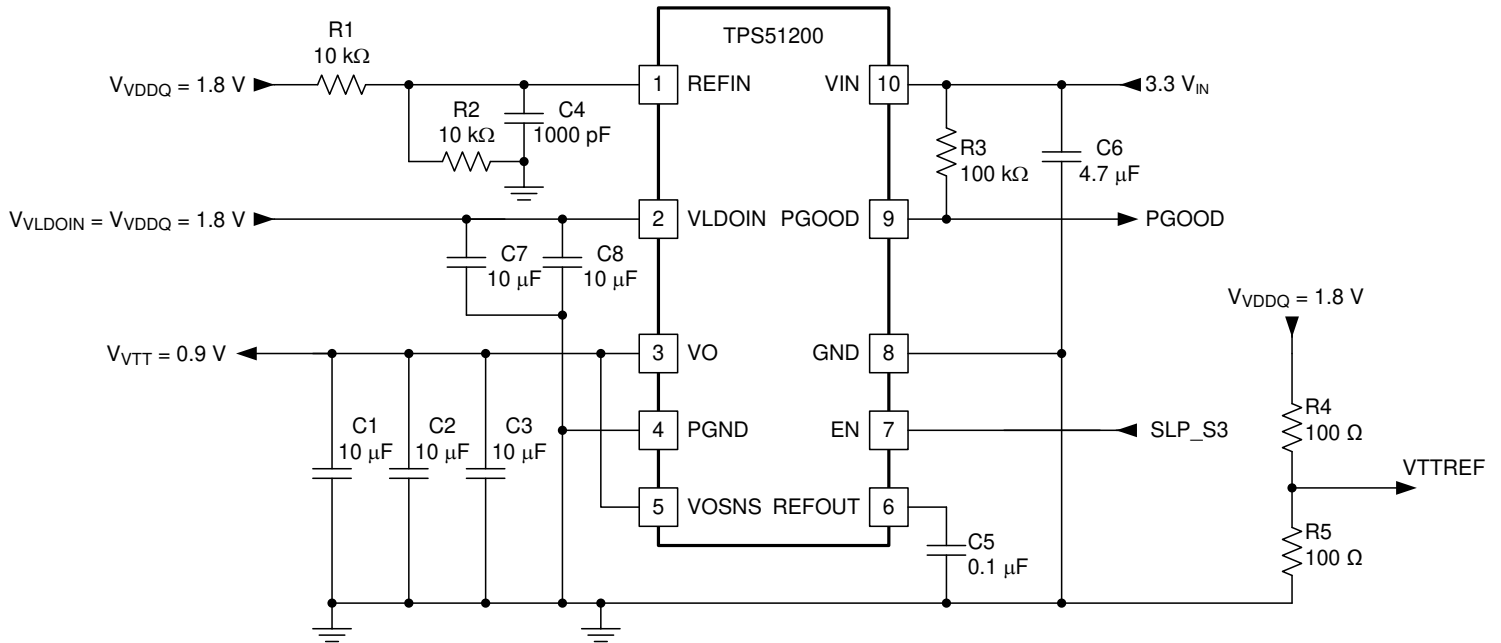 TPS51200
R1
10 kΩ
V_VDDQ = 1.8 V
1
REFIN
VIN
10
3.3 V_IN
R2
10 kΩ
C4
1000 pF
R3
100 kΩ
C6
4.7 μF
V_VLDOIN = V_VDDQ = 1.8 V
2
VLDOIN
PGOOD
9
PGOOD
C7
10 μF
C8
10 μF
V_VDDQ = 1.8 V
V_VTT = 0.9 V
3
VO
GND
8
C1
10 μF
C2
10 μF
C3
10 μF
4
PGND
EN
7
SLP_S3
R4
100 Ω
VTTREF
5
VOSNS
REFOUT
6
C5
0.1 μF
R5
100 Ω